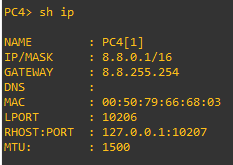 PC4> sh ip
NAME : PC4[1]
IP/MASK : 8.8.0.1/16
GATEWAY : 8.8.255.254
DNS :
MAC : 00:50:79:66:68:03
LPORT : 10206
RHOST:PORT : 127.0.0.1:10207
MTU: : 1500